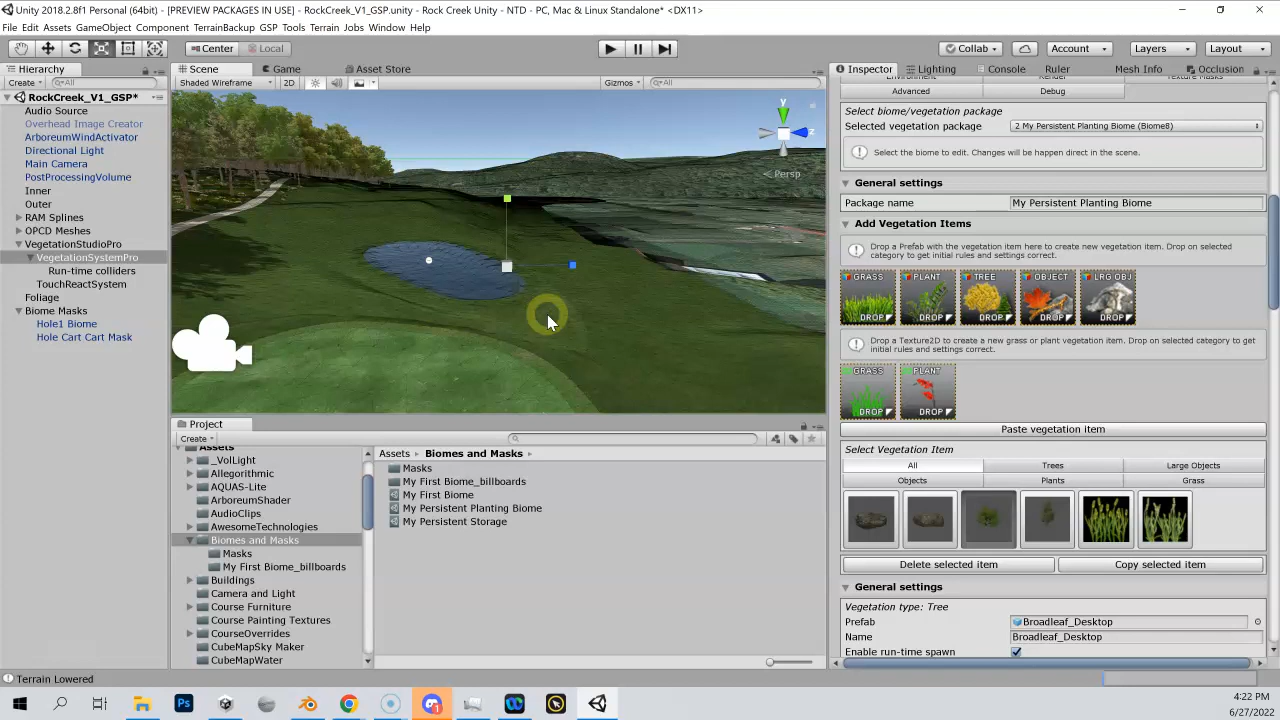 Unity 2018.2.8f1 Personal (64bit) - [PREVIEW PACKAGES IN USE] - RockCreek_V1_GSP.unity - Rock Creek Unity - NTD - PC, Mac & Linux Standalone* <DX11>
File Edit Assets GameObject Component TerrainBackup GSP Tools Terrain Jobs Window Help
Center Local Collab Account Layers Layout
Hierarchy
Create All
RockCreek_V1_GSP*
Audio Source
Overhead Image Creator
ArboreumWindActivator
Directional Light
Main Camera
PostProcessingVolume
Inner
Outer
RAM Splines
OPCD Meshes
VegetationStudioPro
VegetationSystemPro
Run-time colliders
TouchReactSystem
Foliage
Biome Masks
Hole1 Biome
Hole Cart Cart Mask
Scene Game Asset Store
Shaded Wireframe 2D Gizmos All
y
z
Persp
Project
Create
Assets
_VolLight
Allegorithmic
AQUAS-Lite
ArboreumShader
AudioClips
AwesomeTechnologies
Biomes and Masks
Masks
My First Biome_billboards
Buildings
Camera and Light
Course Furniture
Course Painting Textures
CourseOverrides
CubeMapSky Maker
CubeMapWater
Assets Biomes and Masks
Masks
My First Biome_billboards
My First Biome
My Persistent Planting Biome
My Persistent Storage
Inspector Lighting Console Ruler Mesh Info Occlusion
Environment Render Texture Masks
Advanced Debug
Select biome/vegetation package
Selected vegetation package 2 My Persistent Planting Biome (Biome8)
Select the biome to edit. Changes will be happen direct in the scene.
General settings
Package name My Persistent Planting Biome
Add Vegetation Items
Drop a Prefab with the vegetation item here to create new vegetation item. Drop on selected
category to get initial rules and settings correct.
GRASS PLANT TREE OBJECT LRG OBJ
DROP DROP DROP DROP DROP
Drop a Texture2D to create a new grass or plant vegetation item. Drop on selected category to get
initial rules and settings correct.
GRASS PLANT
DROP DROP
Paste vegetation item
Select Vegetation Item
All Trees Large Objects
Objects Plants Grass
Delete selected item Copy selected item
General settings
Vegetation type: Tree
Prefab Broadleaf_Desktop
Name Broadleaf_Desktop
Enable run-time spawn
Terrain Lowered
4:22 PM
6/27/2022